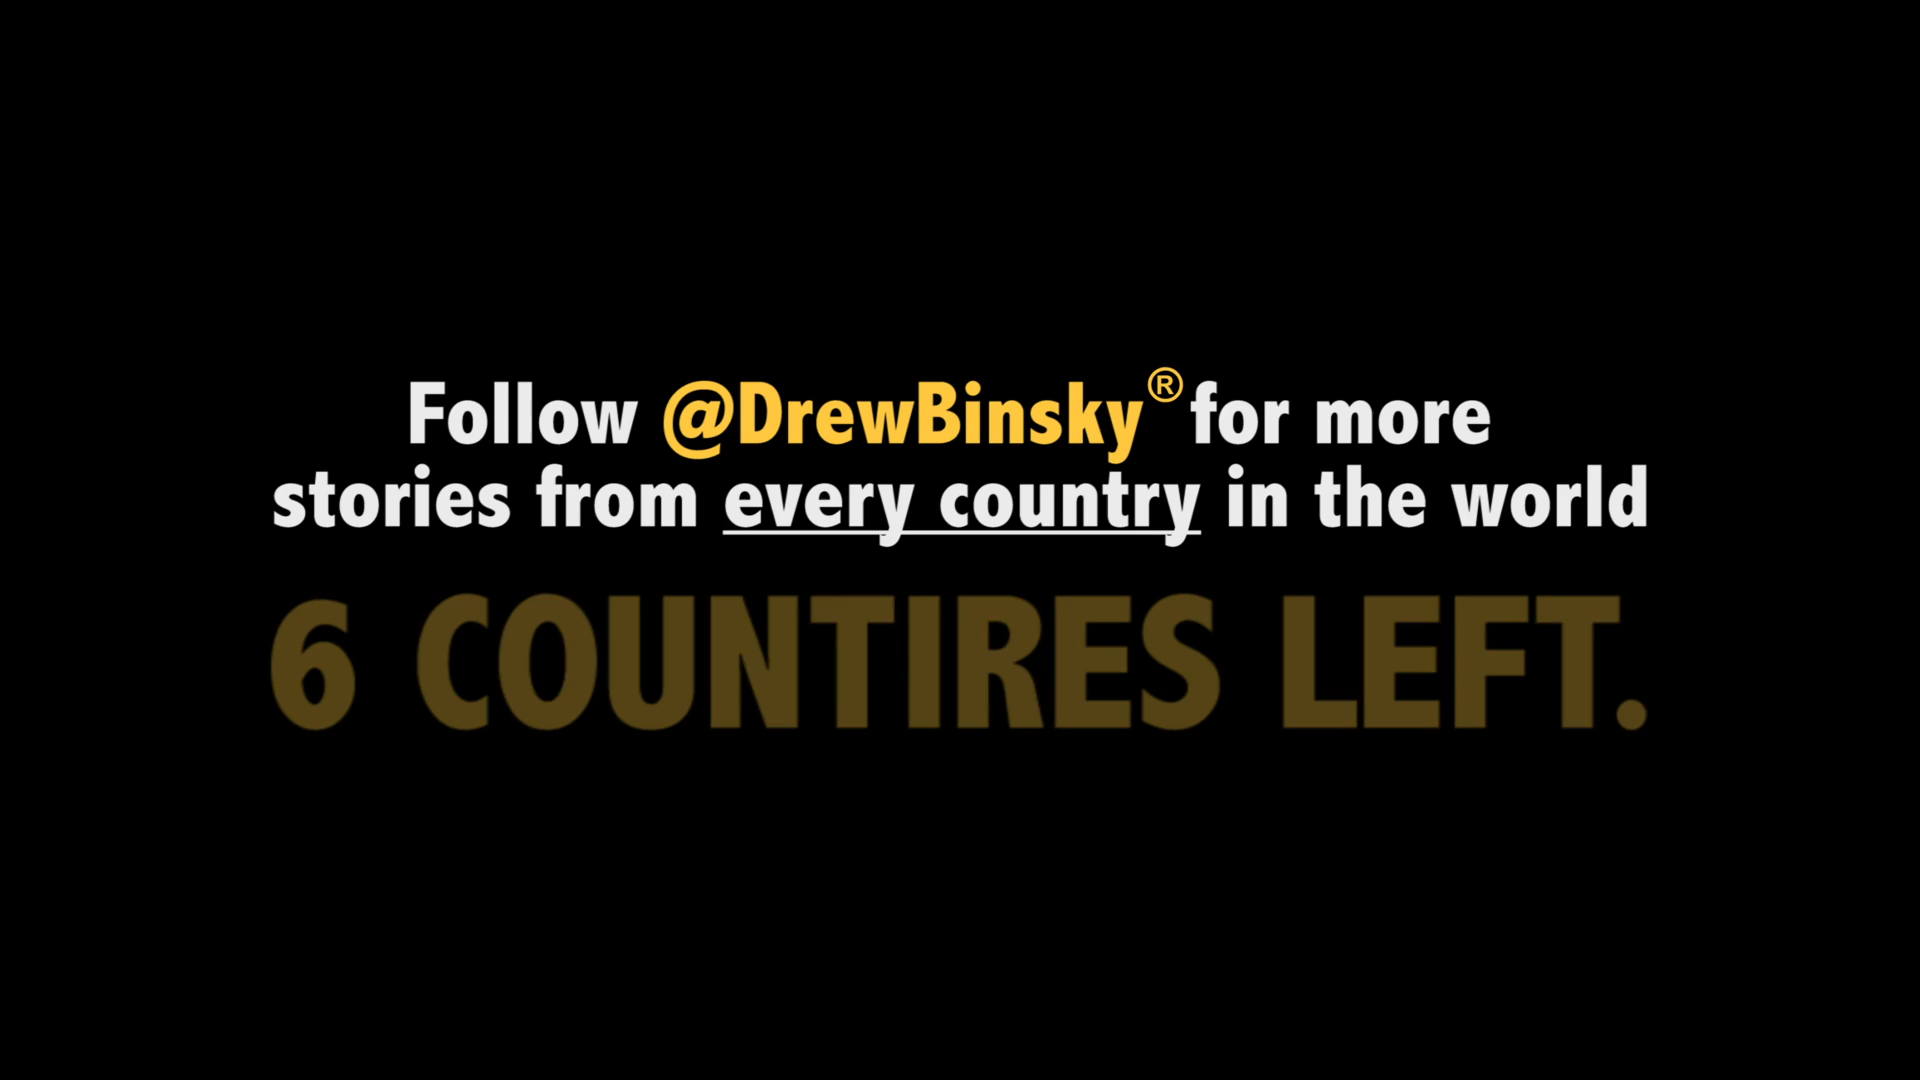 Follow @DrewBinsky® for more
stories from every country in the world
6 COUNTIRES LEFT.